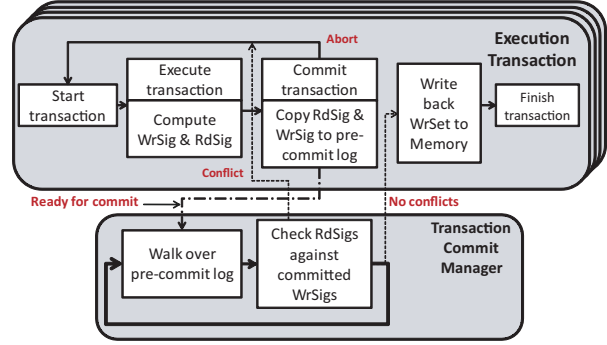 Abort
Execution
Transaction
Start
transaction
Execute
transaction
Compute
WrSig & RdSig
Commit
transaction
Copy RdSig &
WrSig to pre-
commit log
Write
back
WrSet to
Memory
Finish
transaction
Conflict
Ready for commit
No conflicts
Transaction
Commit
Manager
Walk over
pre-commit log
Check RdSigs
against
committed
WrSigs